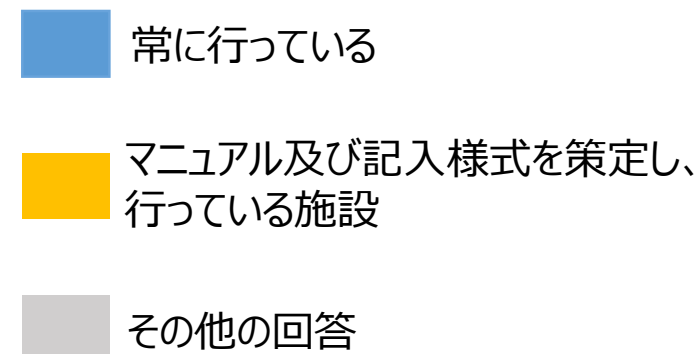 常に行っている
マニュアル及び記入様式を策定し、
行っている施設
その他の回答